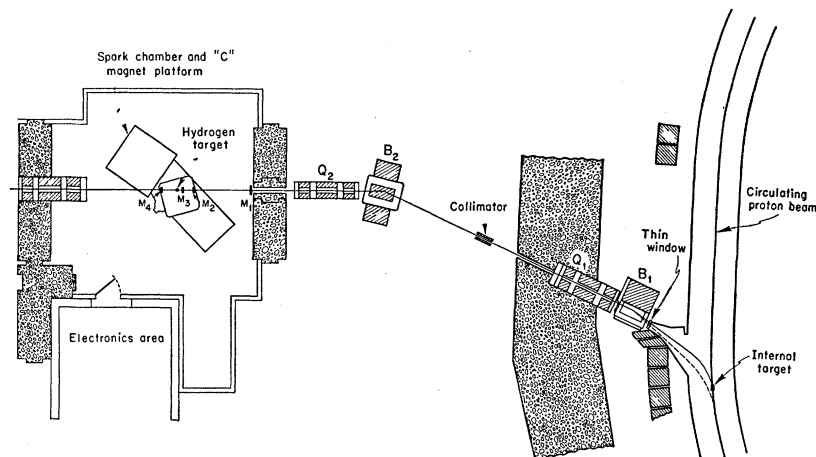 Spark chamber and "C"
magnet platform
Hydrogen
target
M4
M3
M2
M1
Q2
B2
Collimator
Q1
B1
Thin
window
Circulating
proton beam
Internal
target
Electronics area